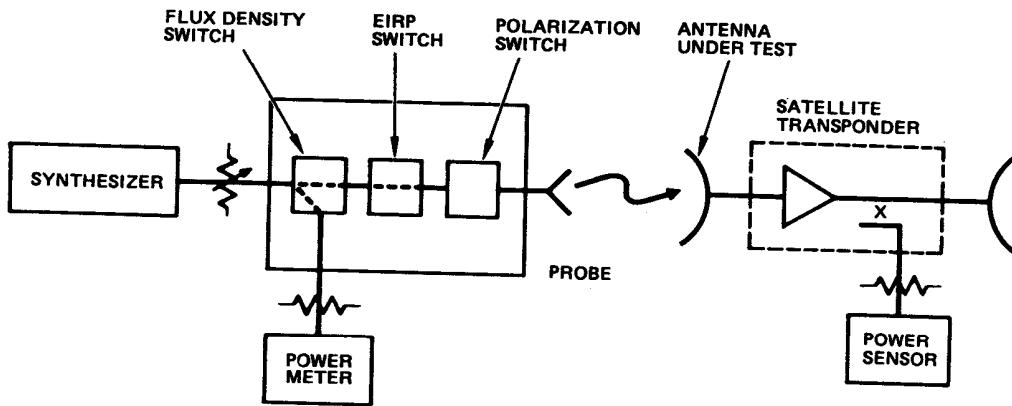 FLUX DENSITY
SWITCH
EIRP
SWITCH
POLARIZATION
SWITCH
ANTENNA
UNDER TEST
SATELLITE
TRANSPONDER
SYNTHESIZER
X
PROBE
POWER
METER
POWER
SENSOR